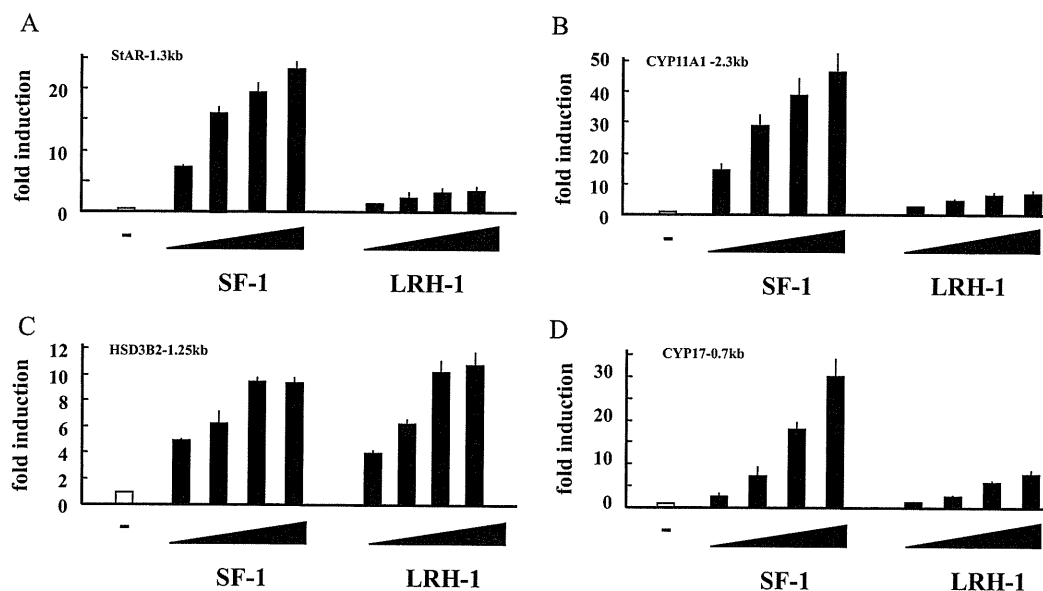 A
StAR-1.3kb
fold induction
20
10
0
-
SF-1
LRH-1
B
CYP11A1 -2.3kb
fold induction
50
40
30
20
10
0
-
SF-1
LRH-1
C
HSD3B2-1.25kb
fold induction
12
10
8
6
4
2
0
-
SF-1
LRH-1
D
CYP17-0.7kb
fold induction
30
20
10
0
-
SF-1
LRH-1